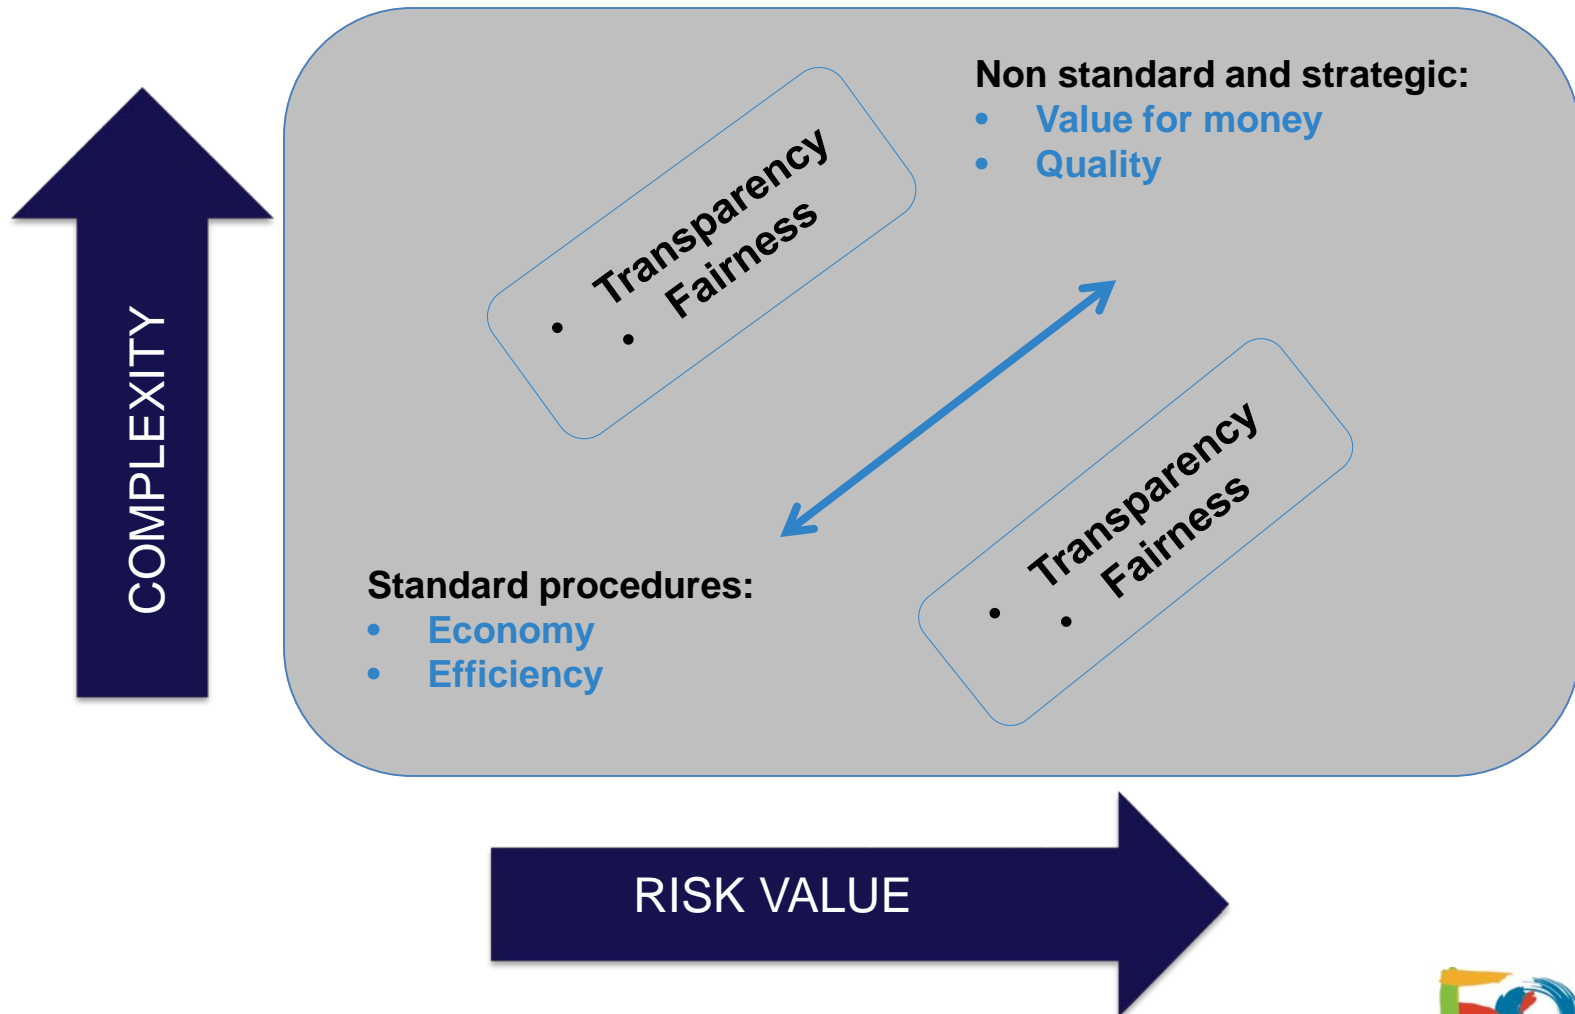 Non standard and strategic:
• Value for money
• Quality
• Transparency
• Fairness
COMPLEXITY
• Transparency
• Fairness
Standard procedures:
• Economy
• Efficiency
RISK VALUE